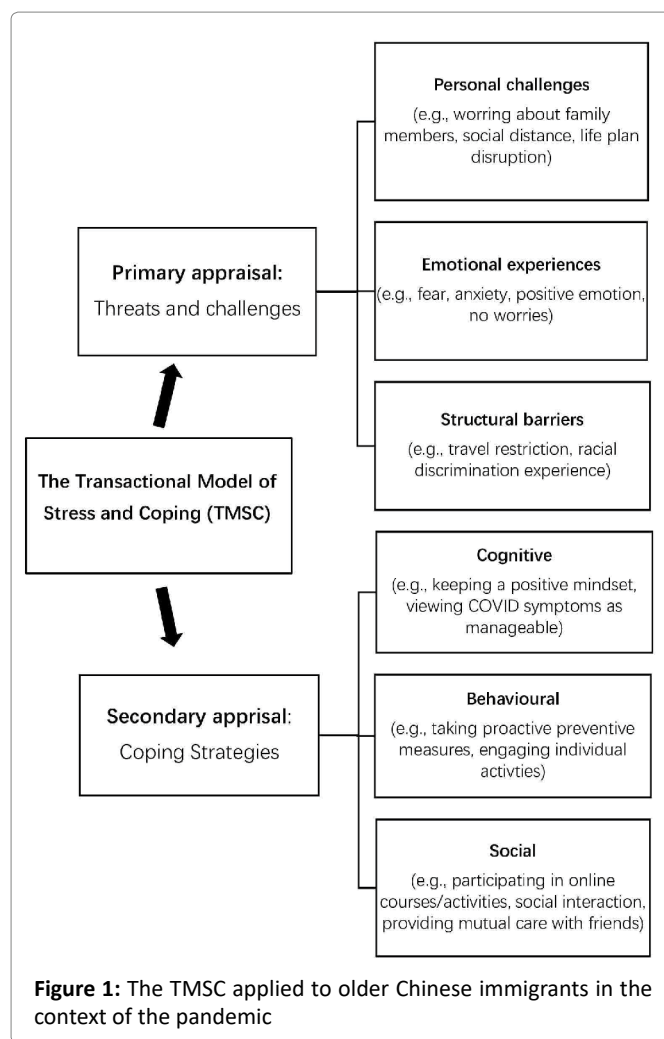 Personal challenges
(e.g., worring about family
members, social distance, life plan
disruption)
Primary appraisal:
Threats and challenges
Emotional experiences
(e.g., fear, anxiety, positive emotion,
no worries)
Structural barriers
(e.g., travel restriction, racial
discrimination experience)
The Transactional Model of
Stress and Coping (TMSC)
Cognitive
(e.g., keeping a positive mindset,
viewing COVID symptoms as
manageable)
Secondary apprisal:
Coping Strategies
Behavioural
(e.g., taking proactive preventive
measures, engaging individual
activties)
Social
(e.g., participating in online
courses/activities, social interaction,
providing mutual care with friends)
Figure 1: The TMSC applied to older Chinese immigrants in the
context of the pandemic